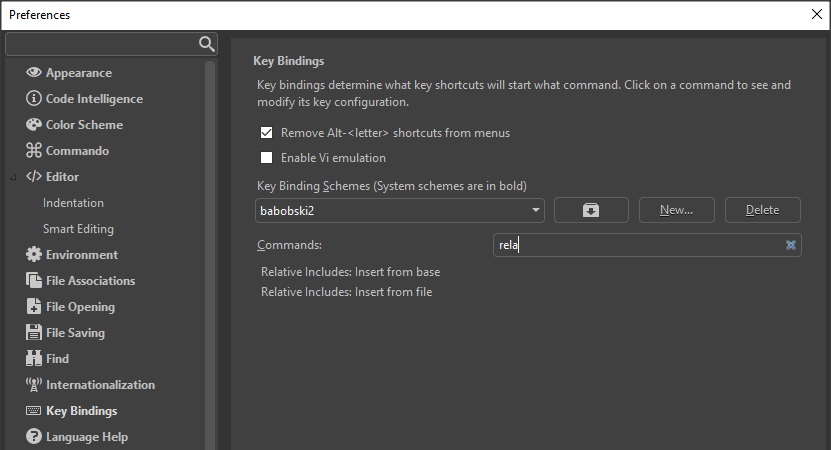 Preferences
Appearance
Code Intelligence
Color Scheme
Commando
Editor
Indentation
Smart Editing
Environment
File Associations
File Opening
File Saving
Find
Internationalization
Key Bindings
Language Help
Key Bindings
Key bindings determine what key shortcuts will start what command. Click on a command to see and
modify its key configuration.
Remove Alt-<letter> shortcuts from menus
Enable Vi emulation
Key Binding Schemes (System schemes are in bold)
babobski2
New...
Delete
Commands:
rela
Relative Includes: Insert from base
Relative Includes: Insert from file